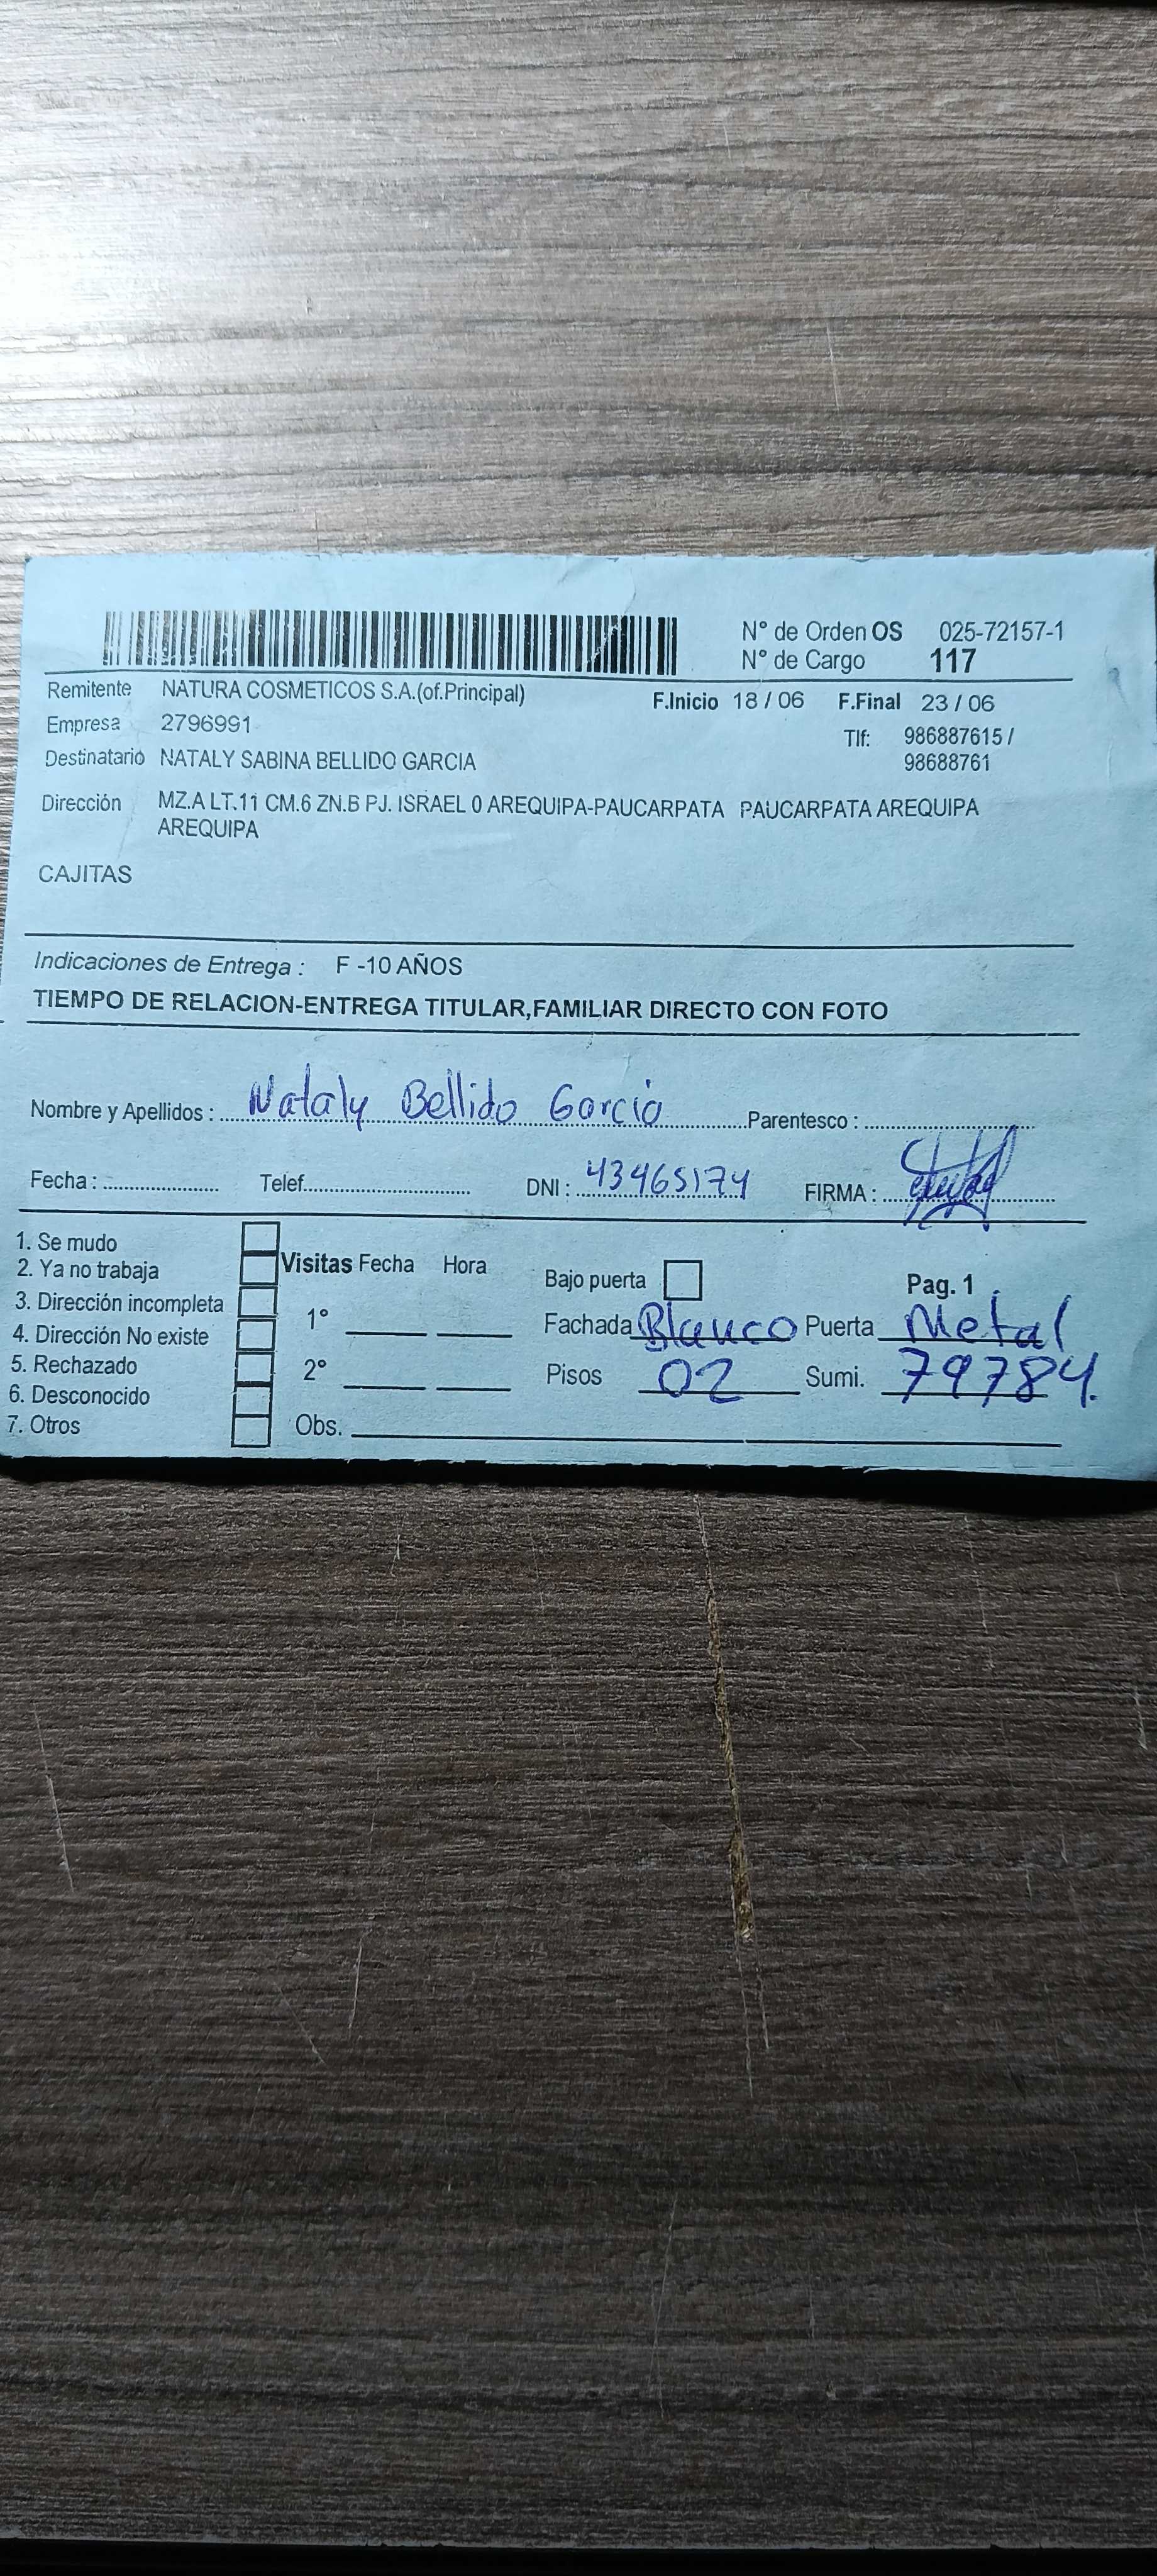 N° de Orden OS 025-72157-1
N° de Cargo 117
Remitente NATURA COSMETICOS S.A.(of.Principal) F.Inicio 18 / 06 F.Final 23 / 06
Empresa 2796991 Tlf: 986887615 /
98688761
Destinatario NATALY SABINA BELLIDO GARCIA
Dirección MZ.A LT.11 CM.6 ZN.B PJ. ISRAEL 0 AREQUIPA-PAUCARPATA PAUCARPATA AREQUIPA
AREQUIPA
CAJITAS
Indicaciones de Entrega : F -10 AÑOS
TIEMPO DE RELACION-ENTREGA TITULAR,FAMILIAR DIRECTO CON FOTO
Nombre y Apellidos : Nataly Bellido Garcia Parentesco :
Fecha : Telef. DNI : 43465174 FIRMA :
1. Se mudo
2. Ya no trabaja
3. Dirección incompleta
4. Dirección No existe
5. Rechazado
6. Desconocido
7. Otros
Visitas Fecha Hora
1°
2°
Obs.
Bajo puerta Pag. 1
Fachada Blanco Puerta Metal
Pisos 02 Sumi. 79784.